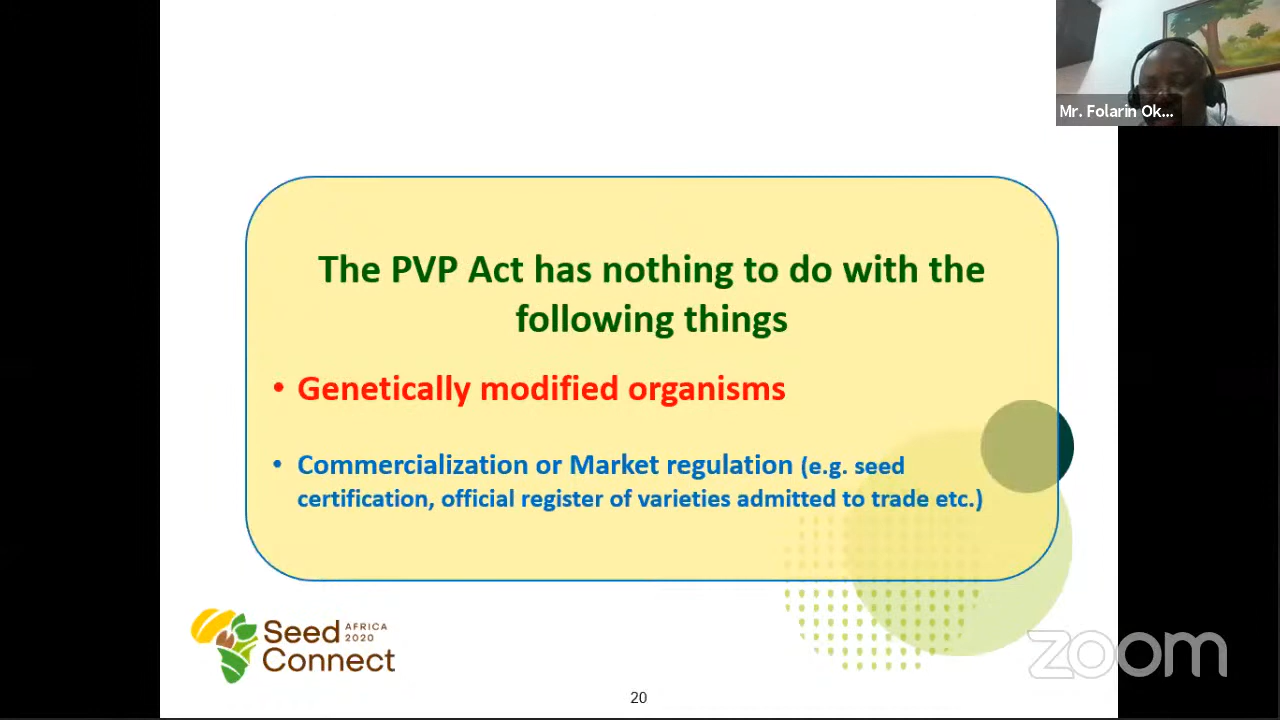 Mr. Folarin Ok...
The PVP Act has nothing to do with the
following things
• Genetically modified organisms
• Commercialization or Market regulation (e.g. seed
certification, official register of varieties admitted to trade etc.)
Seed AFRICA
2020
Connect
zoom
20